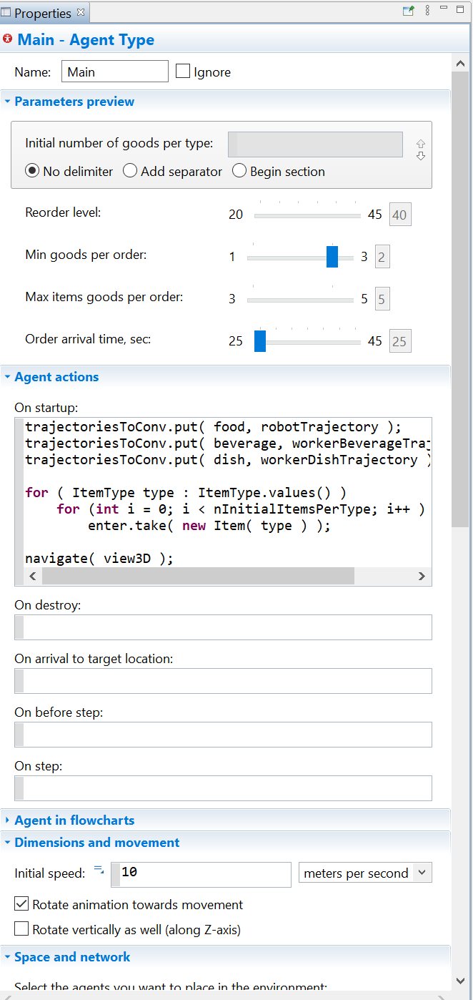 Properties
Main - Agent Type
Name: Main Ignore
Parameters preview
Initial number of goods per type:
No delimiter Add separator Begin section
Reorder level: 20 45 40
Min goods per order: 1 3 2
Max items goods per order: 3 5 5
Order arrival time, sec: 25 45 25
Agent actions
On startup:
trajectoriesToConv.put( food, robotTrajectory );
trajectoriesToConv.put( beverage, workerBeverageTraj
trajectoriesToConv.put( dish, workerDishTrajectory )
for ( ItemType type : ItemType.values() )
for (int i = 0; i < nInitialItemsPerType; i++ )
enter.take( new Item( type ) );
navigate( view3D );
On destroy:
On arrival to target location:
On before step:
On step:
Agent in flowcharts
Dimensions and movement
Initial speed: 10 meters per second
Rotate animation towards movement
Rotate vertically as well (along Z-axis)
Space and network
Select the agents you want to place in the environment: